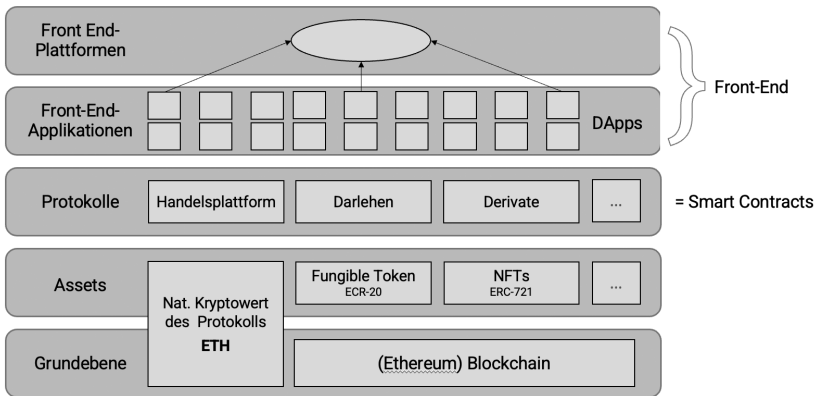 Front End-
Plattformen
Front-End
Front-End-
Applikationen
DApps
Protokolle
Handelsplattform
Darlehen
Derivate
...
= Smart Contracts
Assets
Nat. Kryptowert
des Protokolls
ETH
Fungible Token
ECR-20
NFTs
ERC-721
...
Grundebene
(Ethereum) Blockchain